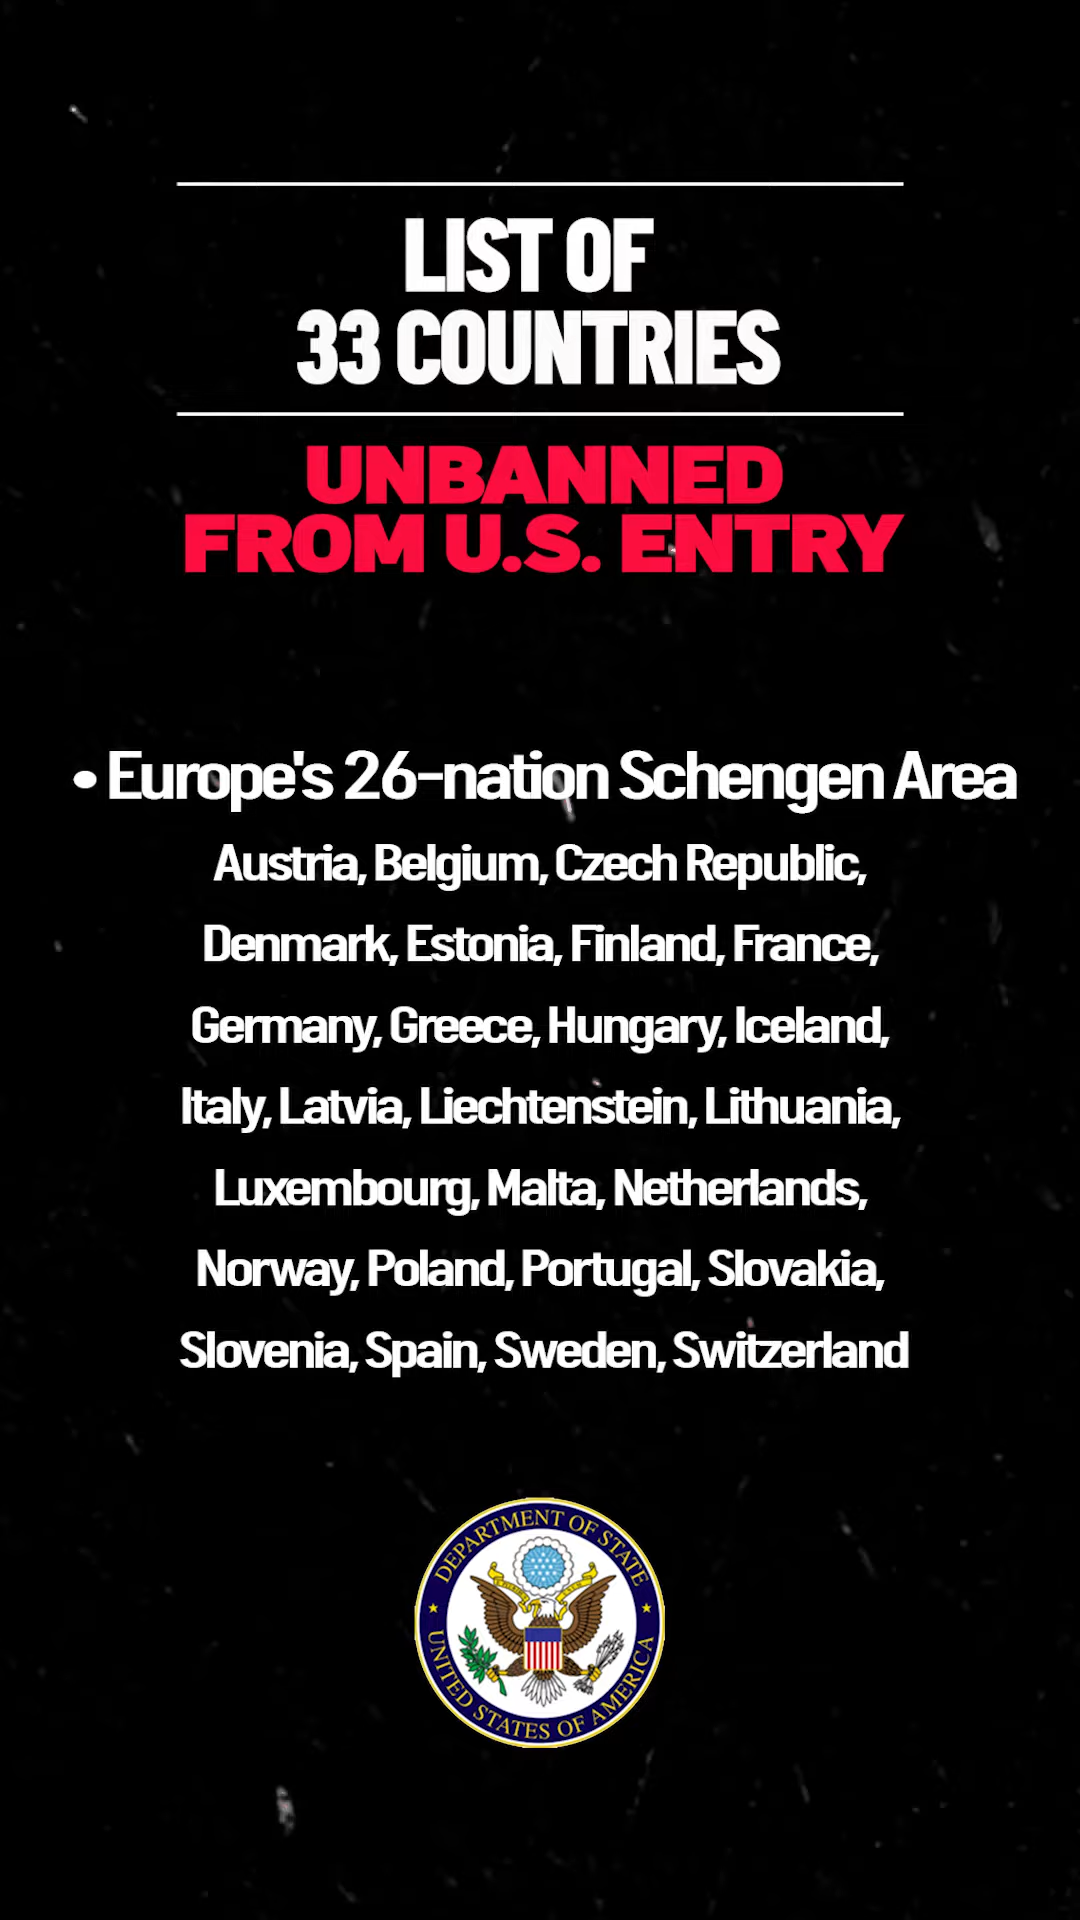 LIST OF
33 COUNTRIES
UNBANNED
FROM U.S. ENTRY
• Europe's 26-nation Schengen Area
Austria, Belgium, Czech Republic,
Denmark, Estonia, Finland, France,
Germany, Greece, Hungary, Iceland,
Italy, Latvia, Liechtenstein, Lithuania,
Luxembourg, Malta, Netherlands,
Norway, Poland, Portugal, Slovakia,
Slovenia, Spain, Sweden, Switzerland
DEPARTMENT OF STATE
UNITED STATES OF AMERICA